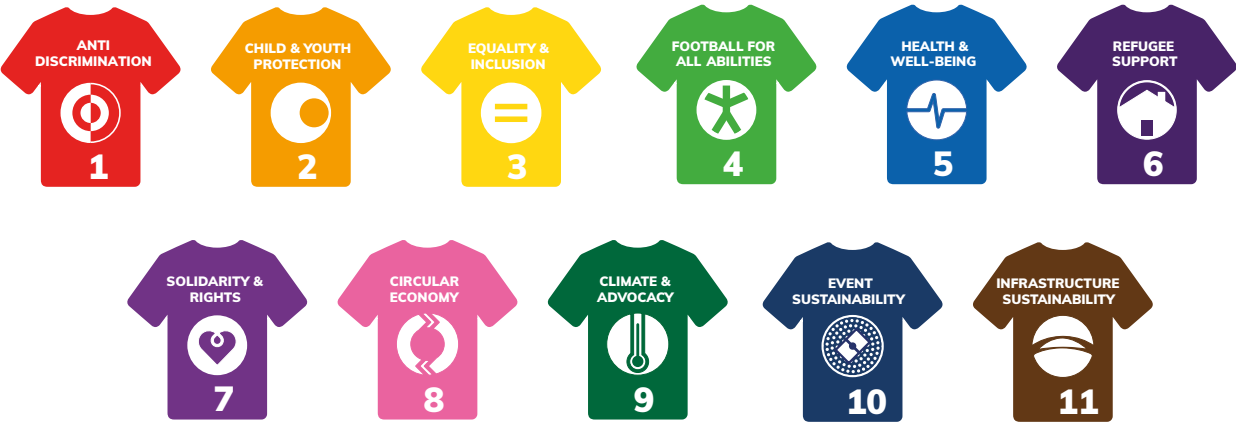 ANTI
DISCRIMINATION
1
CHILD & YOUTH
PROTECTION
2
EQUALITY &
INCLUSION
3
FOOTBALL FOR
ALL ABILITIES
4
HEALTH &
WELL-BEING
5
REFUGEE
SUPPORT
6
SOLIDARITY &
RIGHTS
7
CIRCULAR
ECONOMY
8
CLIMATE &
ADVOCACY
9
EVENT
SUSTAINABILITY
10
INFRASTRUCTURE
SUSTAINABILITY
11